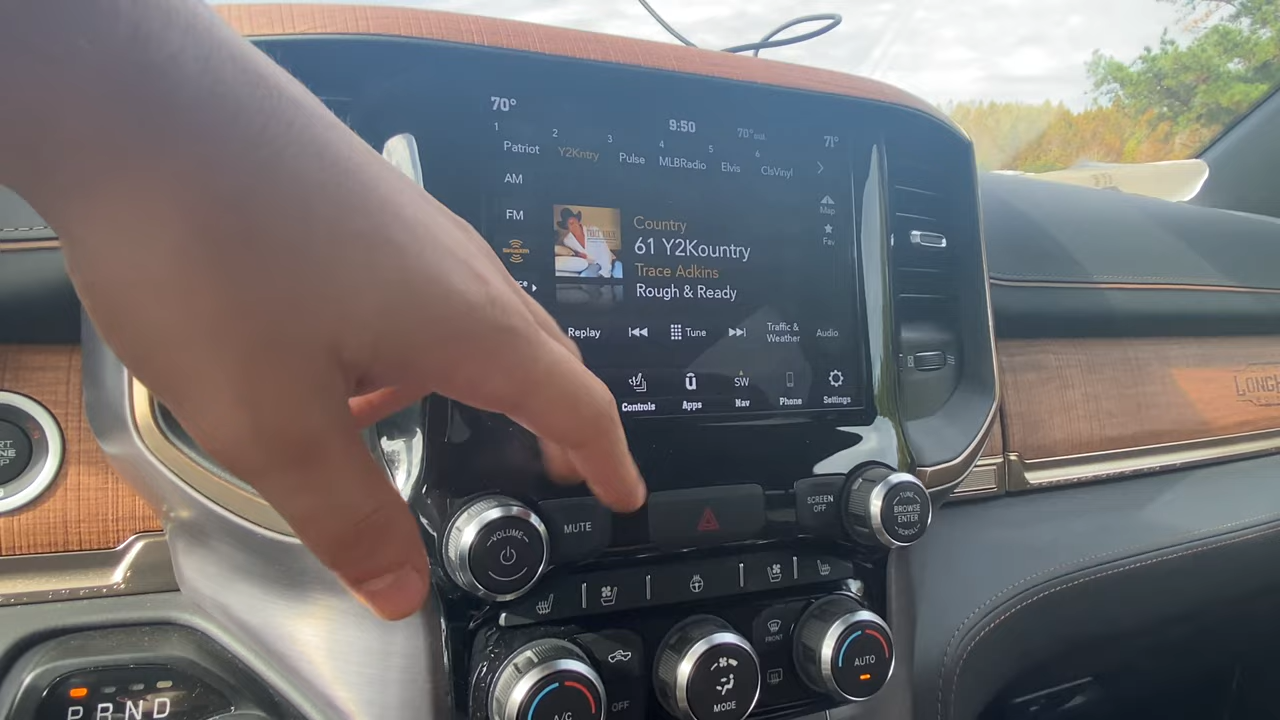 70°
9:50
70°
71°
1 2 3 4 5 6
Patriot Y2Kntry Pulse MLBRadio Elvis ClsVinyl
AM
FM
Map
Fav
Country
61 Y2Kountry
Trace Adkins
Rough & Ready
Replay Tune Traffic & Weather Audio
Controls Apps SW Nav Phone Settings
VOLUME
MUTE
SCREEN
OFF
TUNE
BROWSE
ENTER
SCROLL
FRONT
A/C
OFF
MODE
AUTO
P R N D